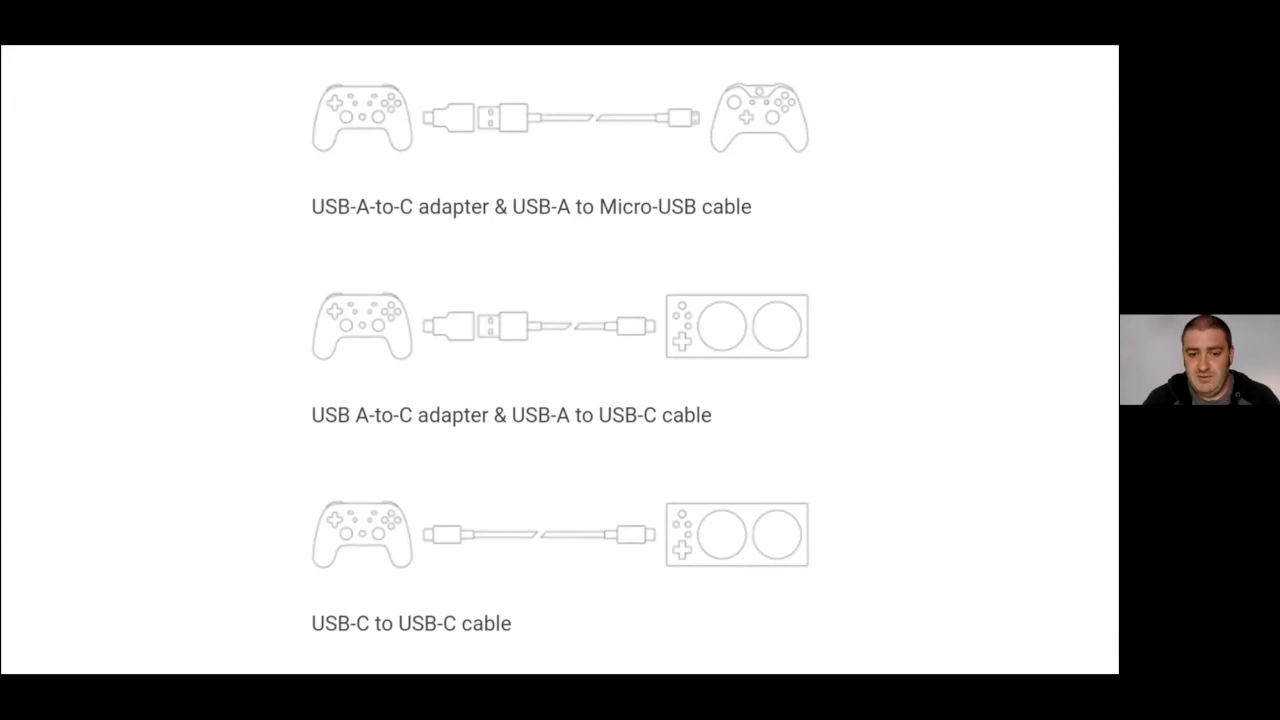 USB-A-to-C adapter & USB-A to Micro-USB cable
USB A-to-C adapter & USB-A to USB-C cable
USB-C to USB-C cable